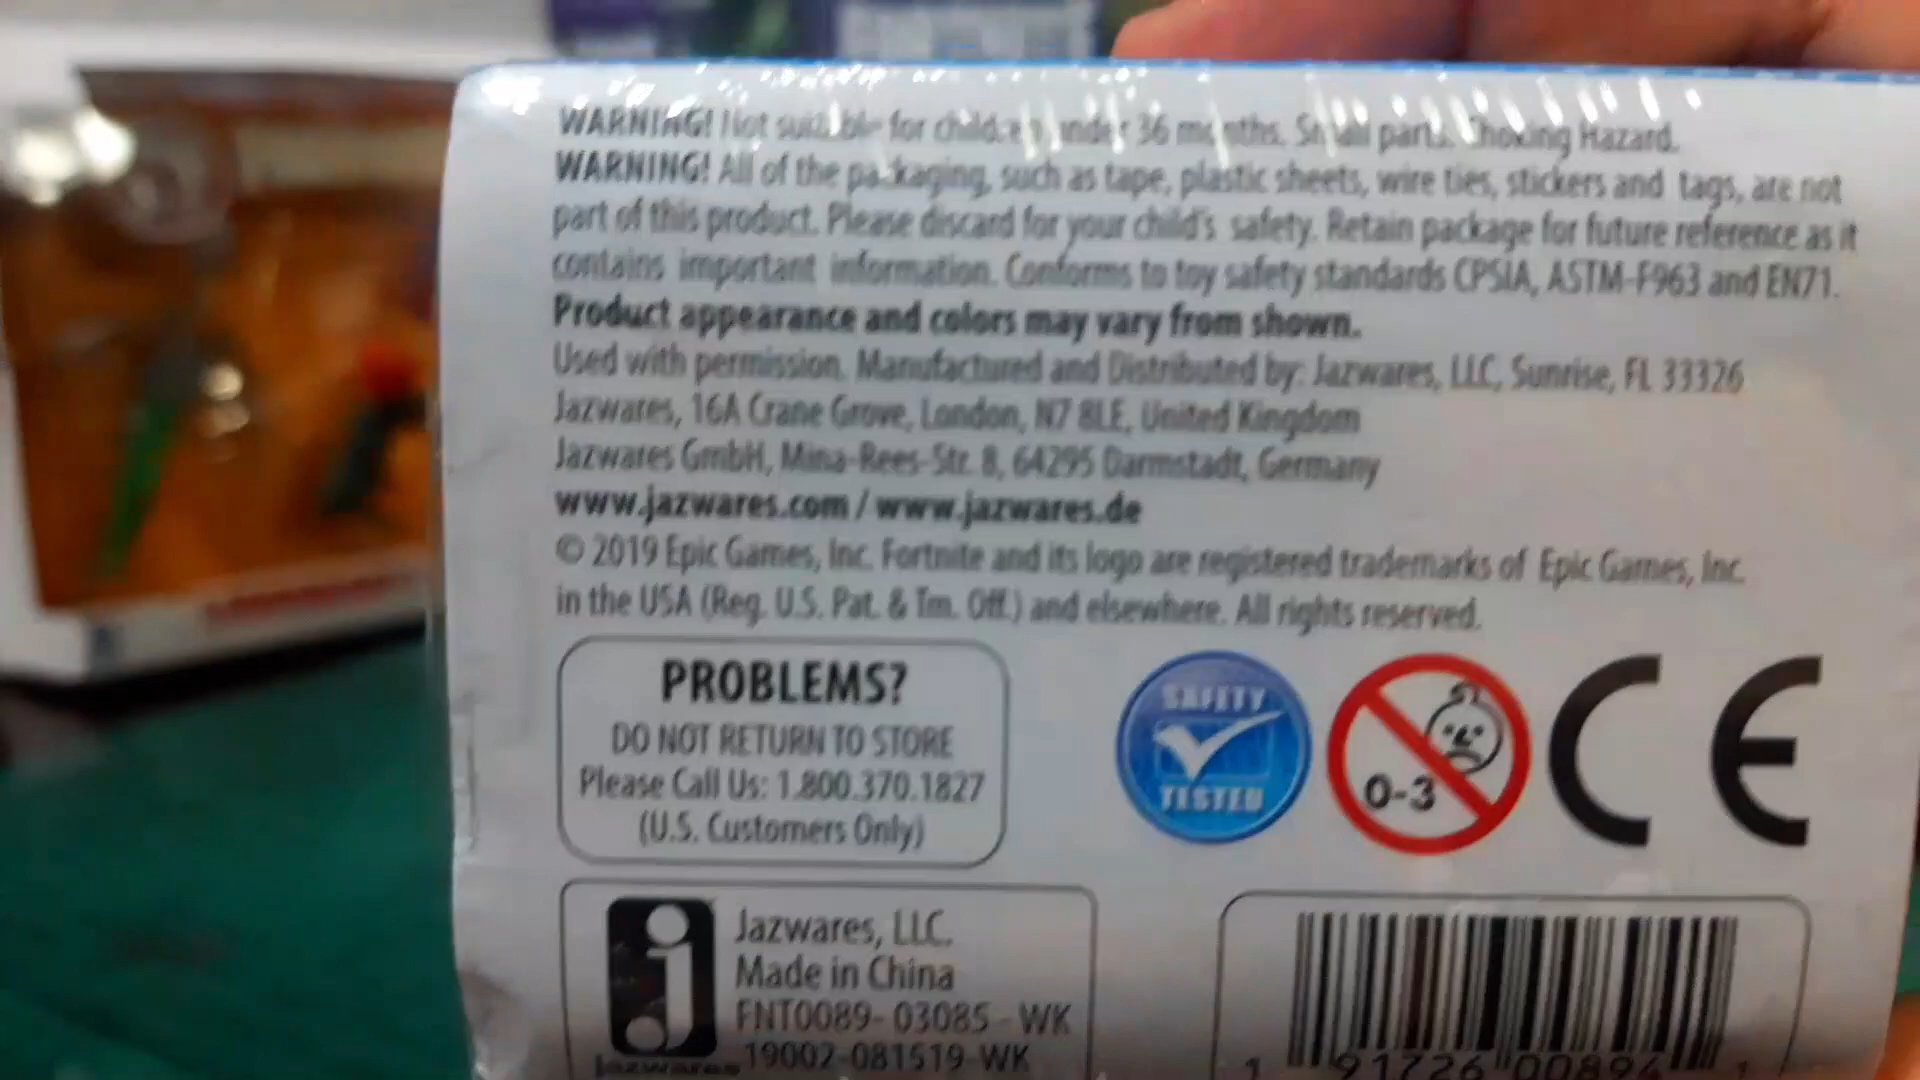 WARNING! Not suitable for children under 36 months. Small parts. Choking Hazard.
WARNING! All of the packaging, such as tape, plastic sheets, wire ties, stickers and tags, are not
part of this product. Please discard for your child's safety. Retain package for future reference as it
contains important information. Conforms to toy safety standards CPSIA, ASTM-F963 and EN71.
Product appearance and colors may vary from shown.
Used with permission. Manufactured and Distributed by: Jazwares, LLC, Sunrise, FL 33326
Jazwares, 16A Crane Grove, London, N7 8LE, United Kingdom
Jazwares GmbH, Mina-Rees-Str. 8, 64295 Darmstadt, Germany
www.jazwares.com / www.jazwares.de
© 2019 Epic Games, Inc. Fortnite and its logo are registered trademarks of Epic Games, Inc.
in the USA (Reg. U.S. Pat. & Tm. Off.) and elsewhere. All rights reserved.
PROBLEMS?
DO NOT RETURN TO STORE
Please Call Us: 1.800.370.1827
(U.S. Customers Only)
SAFETY
TESTED
0-3
CE
j
Jazwares
Jazwares, LLC.
Made in China
FNT0089-03085-WK
19002-081519-WK
1 91726 00894 1